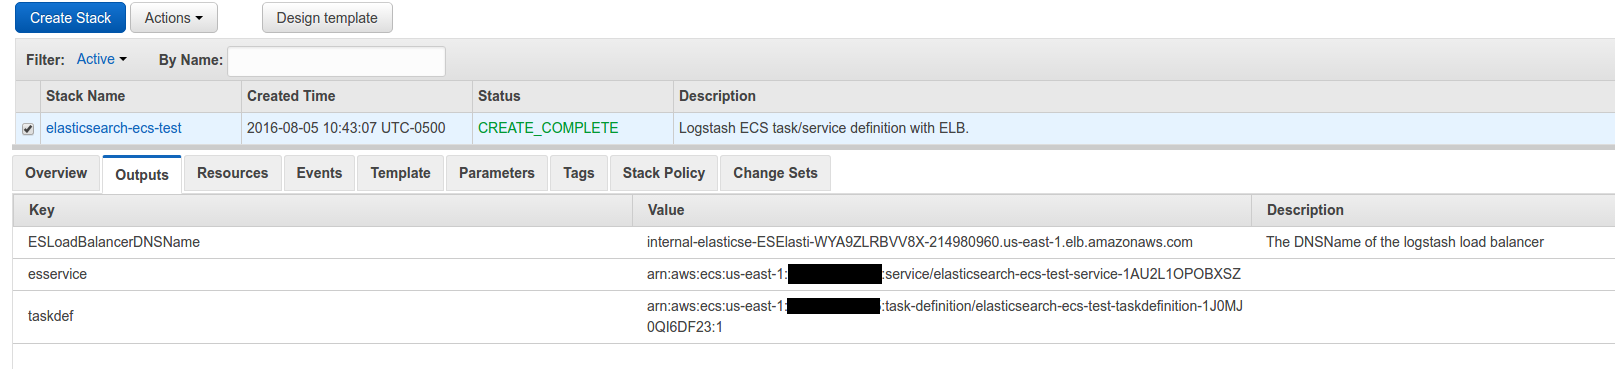 Create Stack Actions Design template
Filter: Active By Name:
Stack Name Created Time Status Description
elasticsearch-ecs-test 2016-08-05 10:43:07 UTC-0500 CREATE_COMPLETE Logstash ECS task/service definition with ELB.
Overview Outputs Resources Events Template Parameters Tags Stack Policy Change Sets
Key Value Description
ESLoadBalancerDNSName internal-elasticse-ESElasti-WYA9ZLRBVV8X-214980960.us-east-1.elb.amazonaws.com The DNSName of the logstash load balancer
esservice arn:aws:ecs:us-east-1: :service/elasticsearch-ecs-test-service-1AU2L1OPOBXSZ
taskdef arn:aws:ecs:us-east-1: :task-definition/elasticsearch-ecs-test-taskdefinition-1J0MJ
0QI6DF23:1